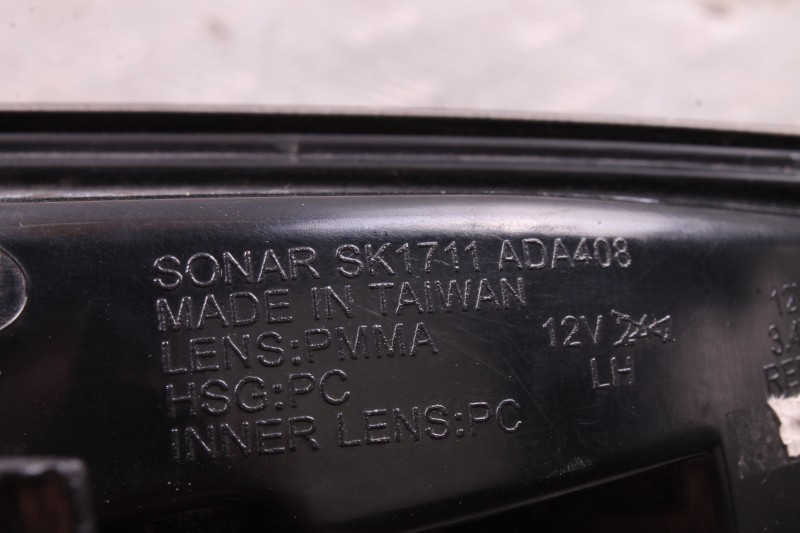 SONAR SK1711 ADA408
MADE IN TAIWAN
LENS:PMMA
HSG:PC
INNER LENS:PC
12V
LH